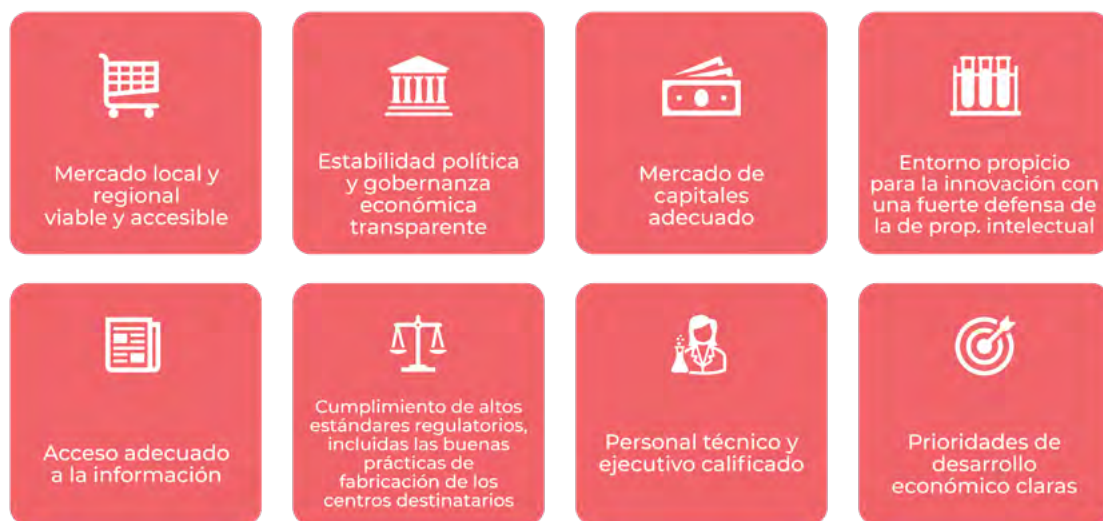 Mercado local y
regional
viable y accesible
Estabilidad política
y gobernanza
económica
transparente
Mercado de
capitales
adecuado
Entorno propicio
para la innovación con
una fuerte defensa de
la de prop. intelectual
Acceso adecuado
a la información
Cumplimiento de altos
estándares regulatorios,
incluidas las buenas
prácticas de
fabricación de los
centros destinatarios
Personal técnico y
ejecutivo calificado
Prioridades de
desarrollo
económico claras